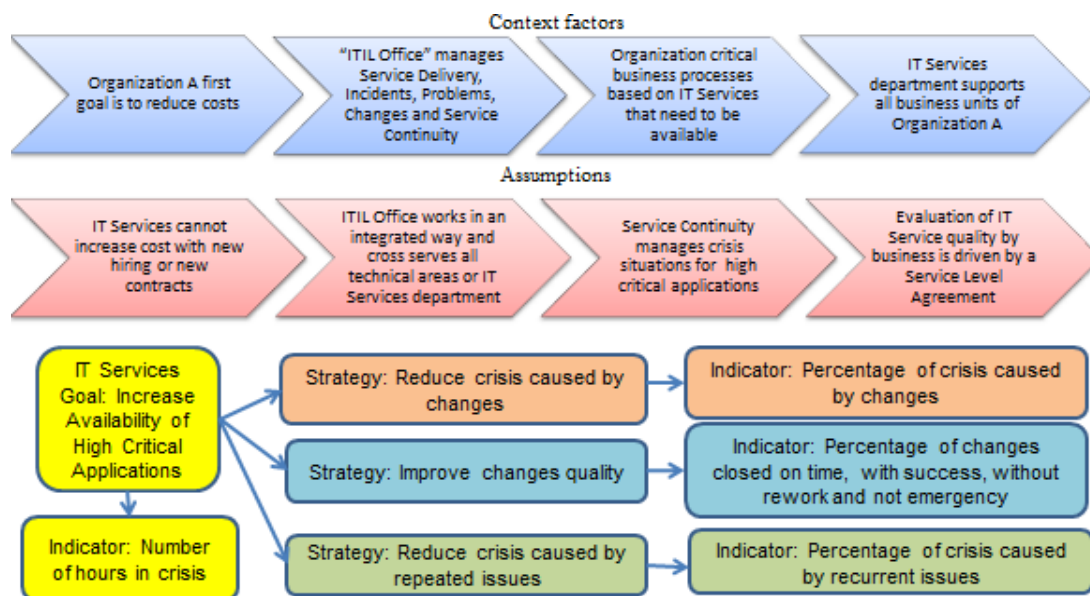 Context factors
Organization A first
goal is to reduce costs
“ITIL Office” manages
Service Delivery,
Incidents, Problems,
Changes and Service
Continuity
Organization critical
business processes
based on IT Services
that need to be
available
IT Services
department supports
all business units of
Organization A
Assumptions
IT Services cannot
increase cost with new
hiring or new
contracts
ITIL Office works in an
integrated way and
cross serves all
technical areas or IT
Services department
Service Continuity
manages crisis
situations for high
critical applications
Evaluation of IT
Service quality by
business is driven by a
Service Level
Agreement
IT Services
Goal: Increase
Availability of
High Critical
Applications
Indicator: Number
of hours in crisis
Strategy: Reduce crisis caused by
changes
Indicator: Percentage of crisis caused
by changes
Strategy: Improve changes quality
Indicator: Percentage of changes
closed on time, with success, without
rework and not emergency
Strategy: Reduce crisis caused by
repeated issues
Indicator: Percentage of crisis caused
by recurrent issues